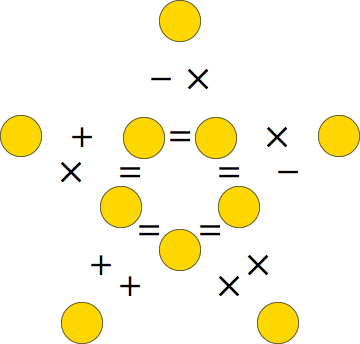 − ×
+ = ×
× = = −
= =
+ ×
+ ×